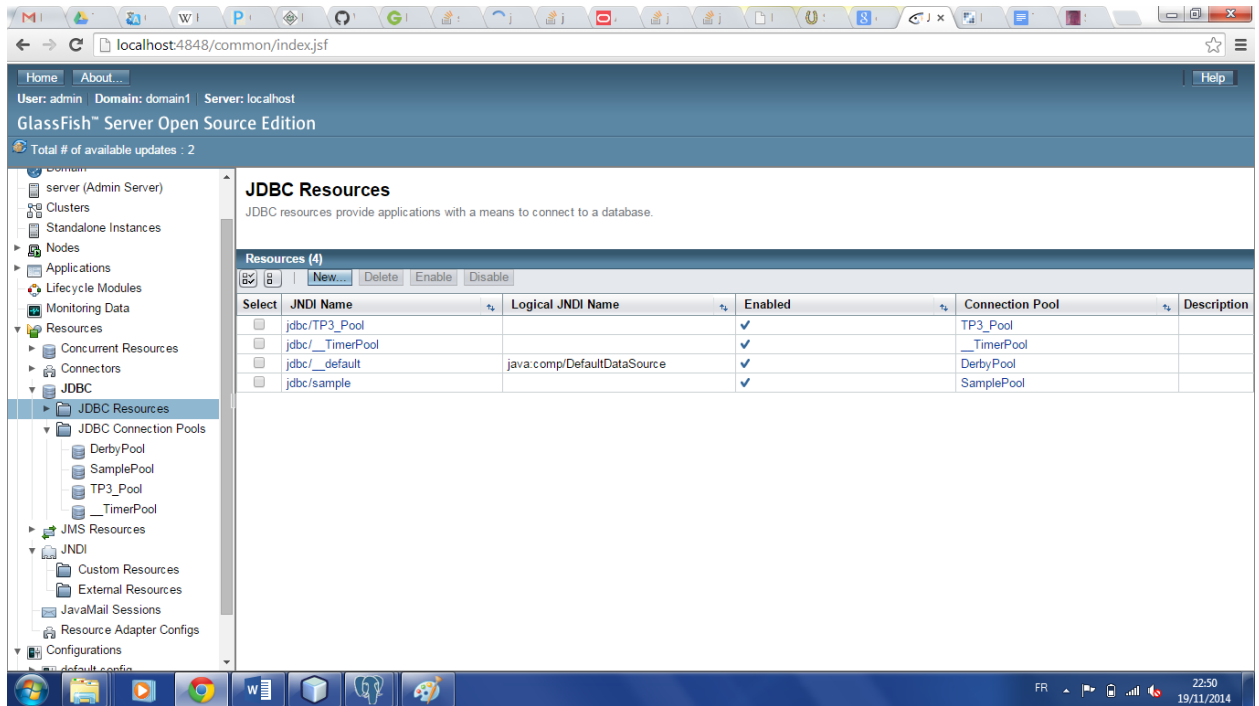 localhost:4848/common/index.jsf
Home About... Help
User: admin Domain: domain1 Server: localhost
GlassFish™ Server Open Source Edition
Total # of available updates : 2
Domain
server (Admin Server)
Clusters
Standalone Instances
Nodes
Applications
Lifecycle Modules
Monitoring Data
Resources
Concurrent Resources
Connectors
JDBC
JDBC Resources
JDBC Connection Pools
DerbyPool
SamplePool
TP3_Pool
__TimerPool
JMS Resources
JNDI
Custom Resources
External Resources
JavaMail Sessions
Resource Adapter Configs
Configurations
default-config
JDBC Resources
JDBC resources provide applications with a means to connect to a database.
Resources (4)
New... Delete Enable Disable
Select JNDI Name Logical JNDI Name Enabled Connection Pool Description
jdbc/TP3_Pool TP3_Pool
jdbc/__TimerPool __TimerPool
jdbc/__default java:comp/DefaultDataSource DerbyPool
jdbc/sample SamplePool
FR 22:50
19/11/2014